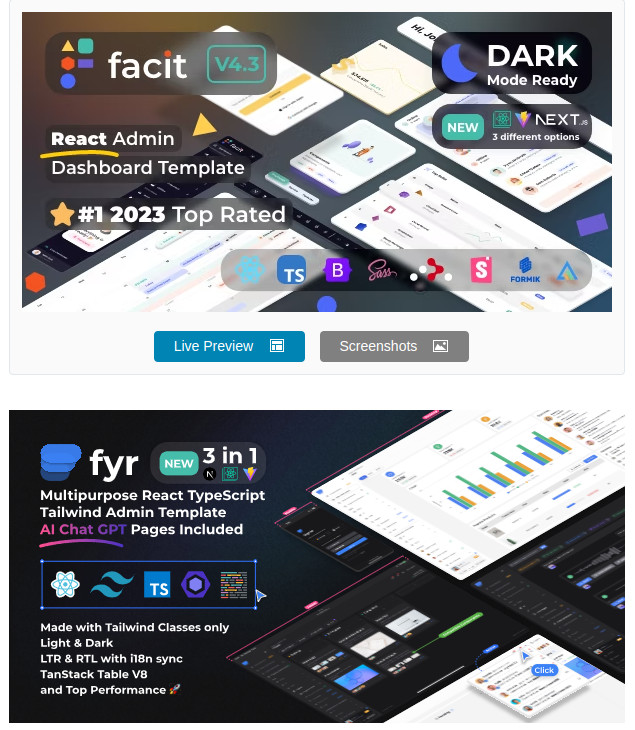 facit V4.3
DARK
Mode Ready
NEW NEXT.JS
3 different options
React Admin
Dashboard Template
#1 2023 Top Rated
TS B Sass S FORMIK
Live Preview
Screenshots
fyr NEW 3 in 1
N
Multipurpose React TypeScript
Tailwind Admin Template
AI Chat GPT Pages Included
TS
Made with Tailwind Classes only
Light & Dark
LTR & RTL with i18n sync
TanStack Table V8
and Top Performance 🚀
Click